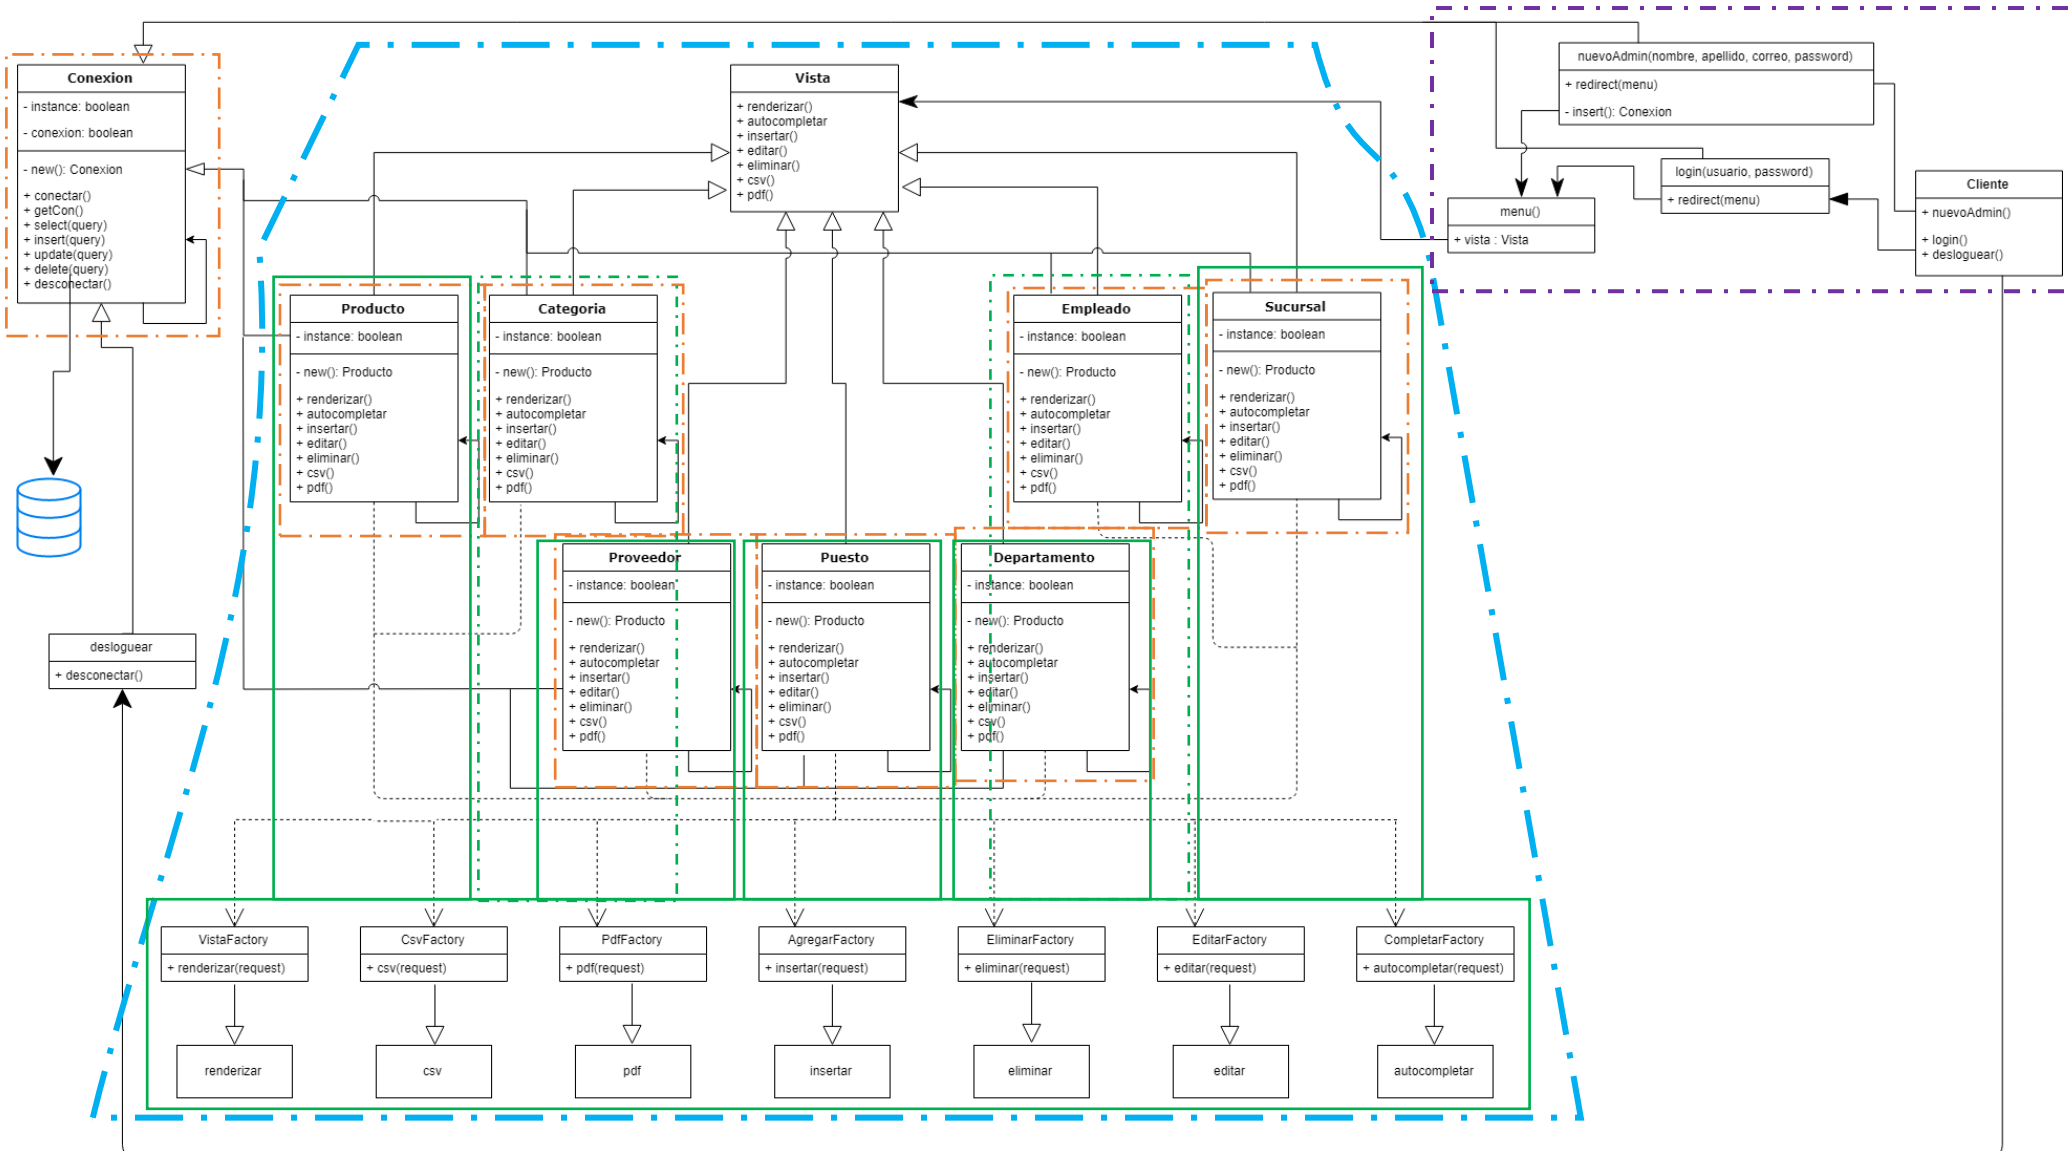 nuevoAdmin(nombre, apellido, correo, password)
+ redirect(menu)
- insert(): Conexion
login(usuario, password)
+ redirect(menu)
Cliente
+ nuevoAdmin()
+ login()
+ desloguear()
menu()
+ vista : Vista
Conexion
- instance: boolean
- conexion: boolean
- new(): Conexion
+ conectar()
+ getCon()
+ select(query)
+ insert(query)
+ update(query)
+ delete(query)
+ desconectar()
Vista
+ renderizar()
+ autocompletar
+ insertar()
+ editar()
+ eliminar()
+ csv()
+ pdf()
Producto
- instance: boolean
- new(): Producto
+ renderizar()
+ autocompletar
+ insertar()
+ editar()
+ eliminar()
+ csv()
+ pdf()
Categoria
- instance: boolean
- new(): Producto
+ renderizar()
+ autocompletar
+ insertar()
+ editar()
+ eliminar()
+ csv()
+ pdf()
Empleado
- instance: boolean
- new(): Producto
+ renderizar()
+ autocompletar
+ insertar()
+ editar()
+ eliminar()
+ csv()
+ pdf()
Sucursal
- instance: boolean
- new(): Producto
+ renderizar()
+ autocompletar
+ insertar()
+ editar()
+ eliminar()
+ csv()
+ pdf()
Proveedor
- instance: boolean
- new(): Producto
+ renderizar()
+ autocompletar
+ insertar()
+ editar()
+ eliminar()
+ csv()
+ pdf()
Puesto
- instance: boolean
- new(): Producto
+ renderizar()
+ autocompletar
+ insertar()
+ editar()
+ eliminar()
+ csv()
+ pdf()
Departamento
- instance: boolean
- new(): Producto
+ renderizar()
+ autocompletar
+ insertar()
+ editar()
+ eliminar()
+ csv()
+ pdf()
desloguear
+ desconectar()
VistaFactory
+ renderizar(request)
CsvFactory
+ csv(request)
PdfFactory
+ pdf(request)
AgregarFactory
+ insertar(request)
EliminarFactory
+ eliminar(request)
EditarFactory
+ editar(request)
CompletarFactory
+ autocompletar(request)
renderizar
csv
pdf
insertar
eliminar
editar
autocompletar